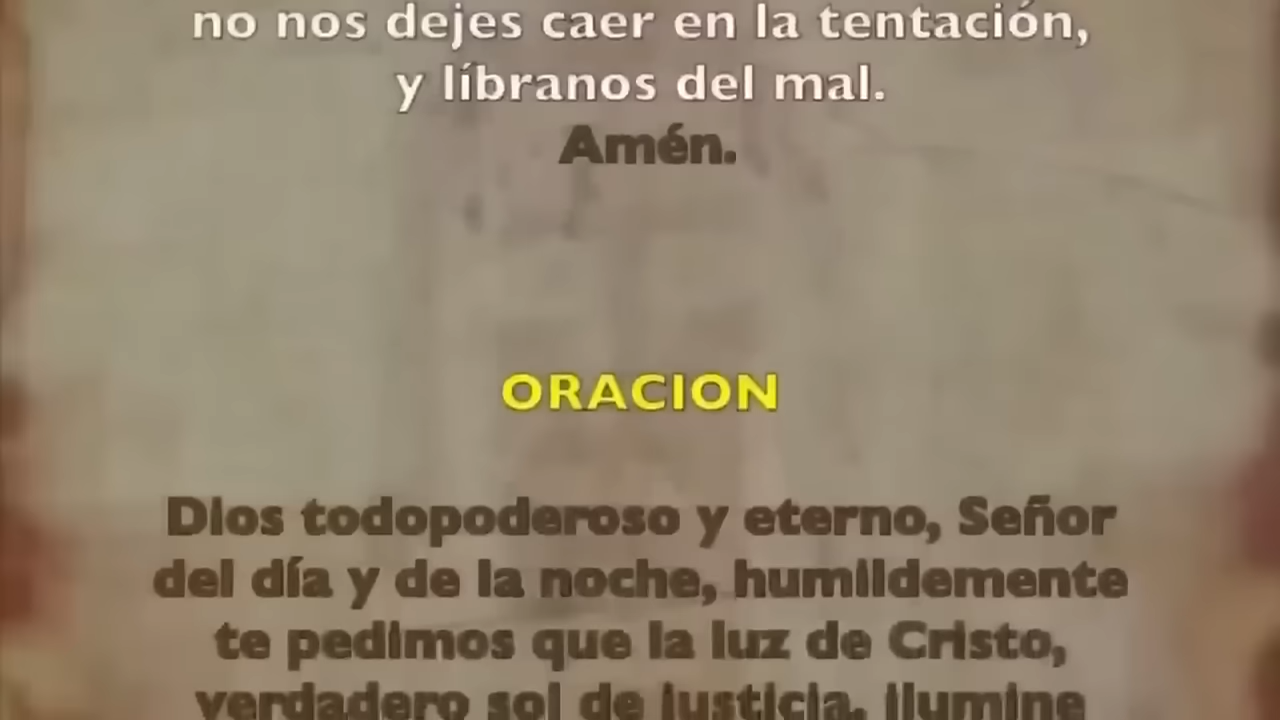 no nos dejes caer en la tentación,
y líbranos del mal.
Amén.
ORACION
Dios todopoderoso y eterno, Señor
del día y de la noche, humildemente
te pedimos que la luz de Cristo,
verdadero sol de justicia, ilumine